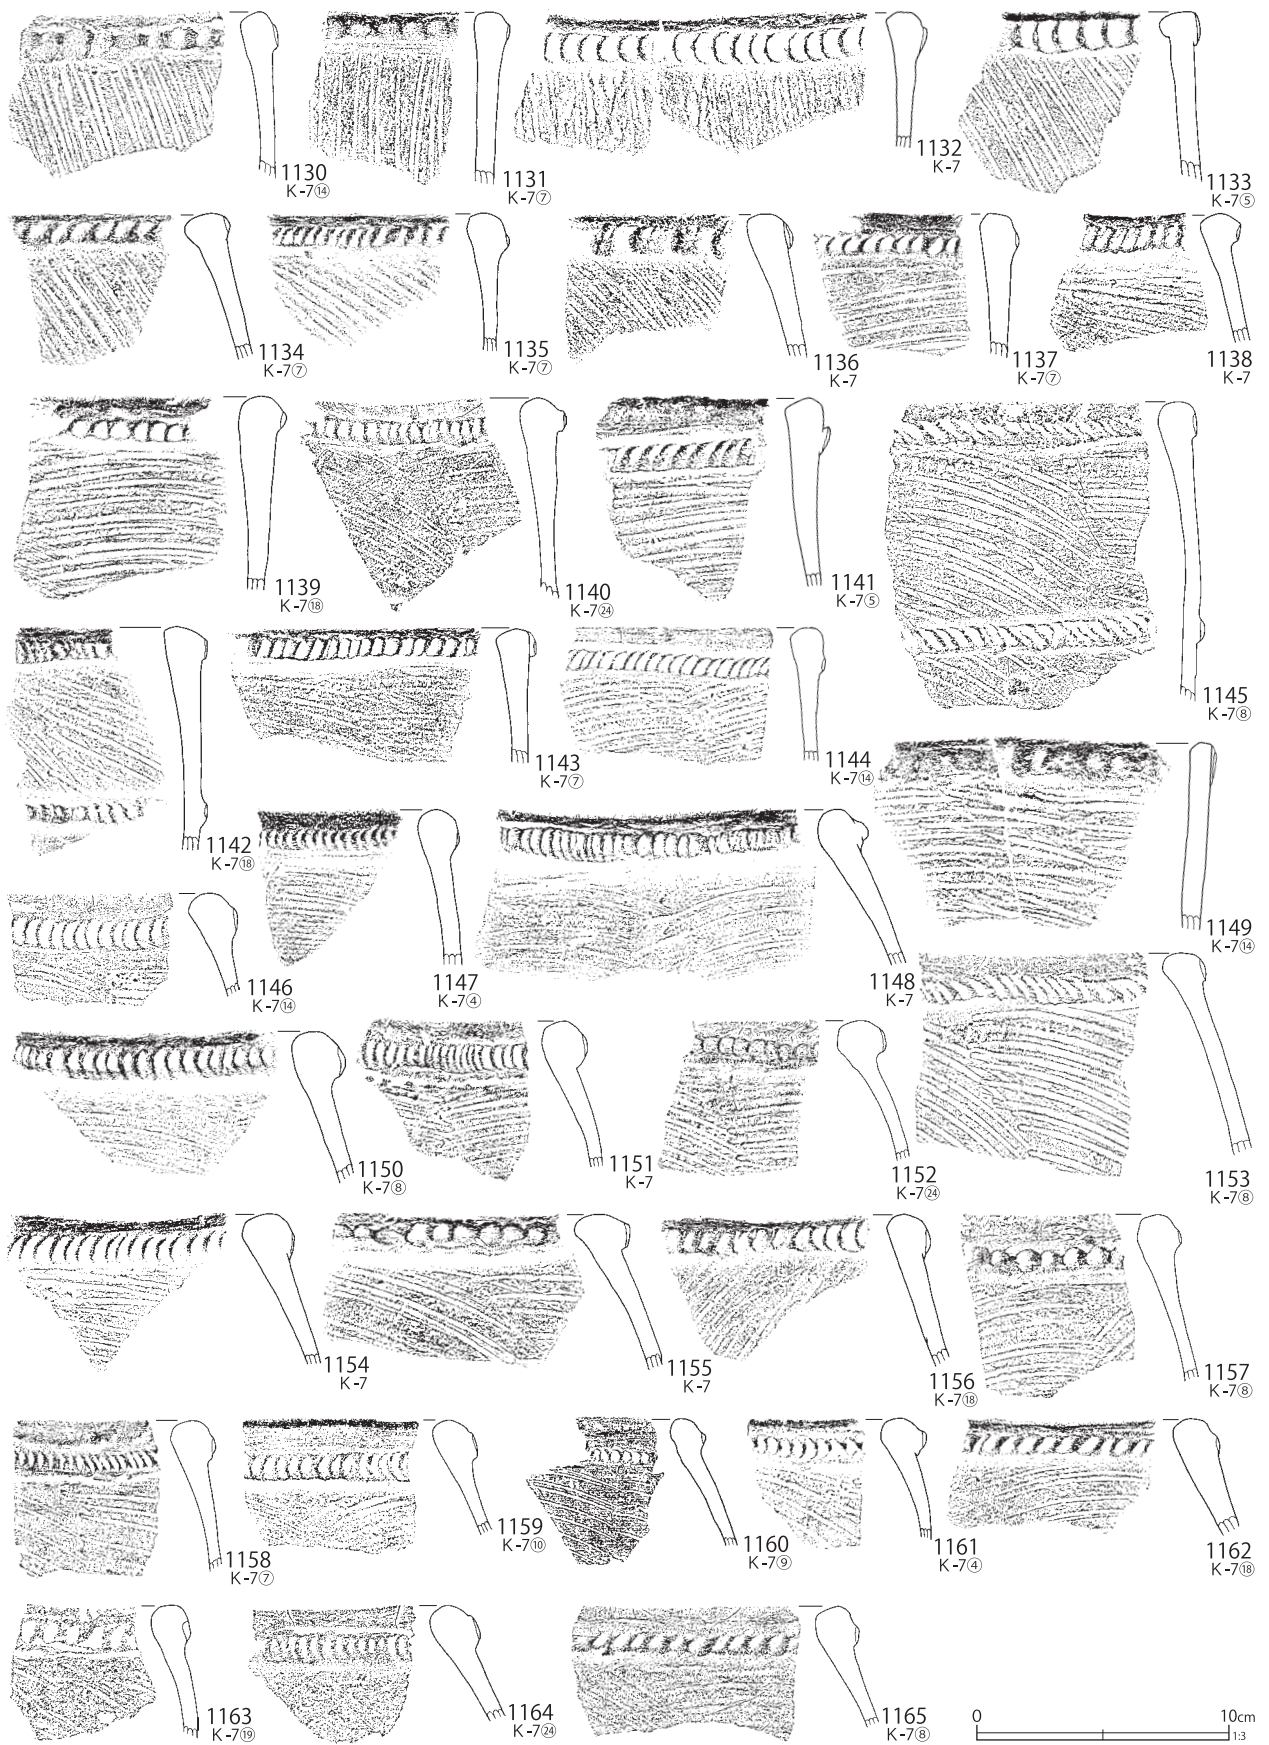 1130
K-7⑭
1131
K-7⑦
1132
K-7
1133
K-7⑤
1134
K-7⑦
1135
K-7⑦
1136
K-7
1137
K-7⑦
1138
K-7
1139
K-7⑱
1140
K-7㉔
1141
K-7⑤
1145
K-7⑧
1142
K-7⑱
1143
K-7⑦
1144
K-7⑭
1149
K-7⑭
1146
K-7⑭
1147
K-7④
1148
K-7
1150
K-7⑧
1151
K-7
1152
K-7㉔
1153
K-7⑧
1154
K-7
1155
K-7
1156
K-7⑱
1157
K-7⑧
1158
K-7⑦
1159
K-7⑩
1160
K-7⑨
1161
K-7④
1162
K-7⑱
1163
K-7⑲
1164
K-7㉔
1165
K-7⑧
0 10cm
1:3